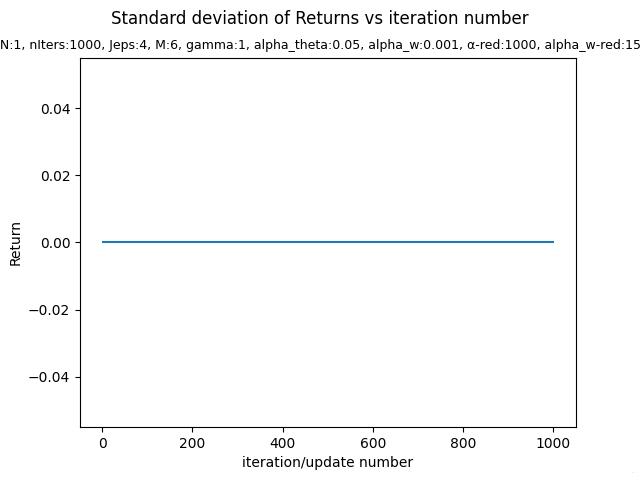 Standard deviation of Returns vs iteration number
N:1, nIters:1000, Jeps:4, M:6, gamma:1, alpha_theta:0.05, alpha_w:0.001, α-red:1000, alpha_w-red:15
0.04
0.02
0.00
−0.02
−0.04
Return
0 200 400 600 800 1000
iteration/update number